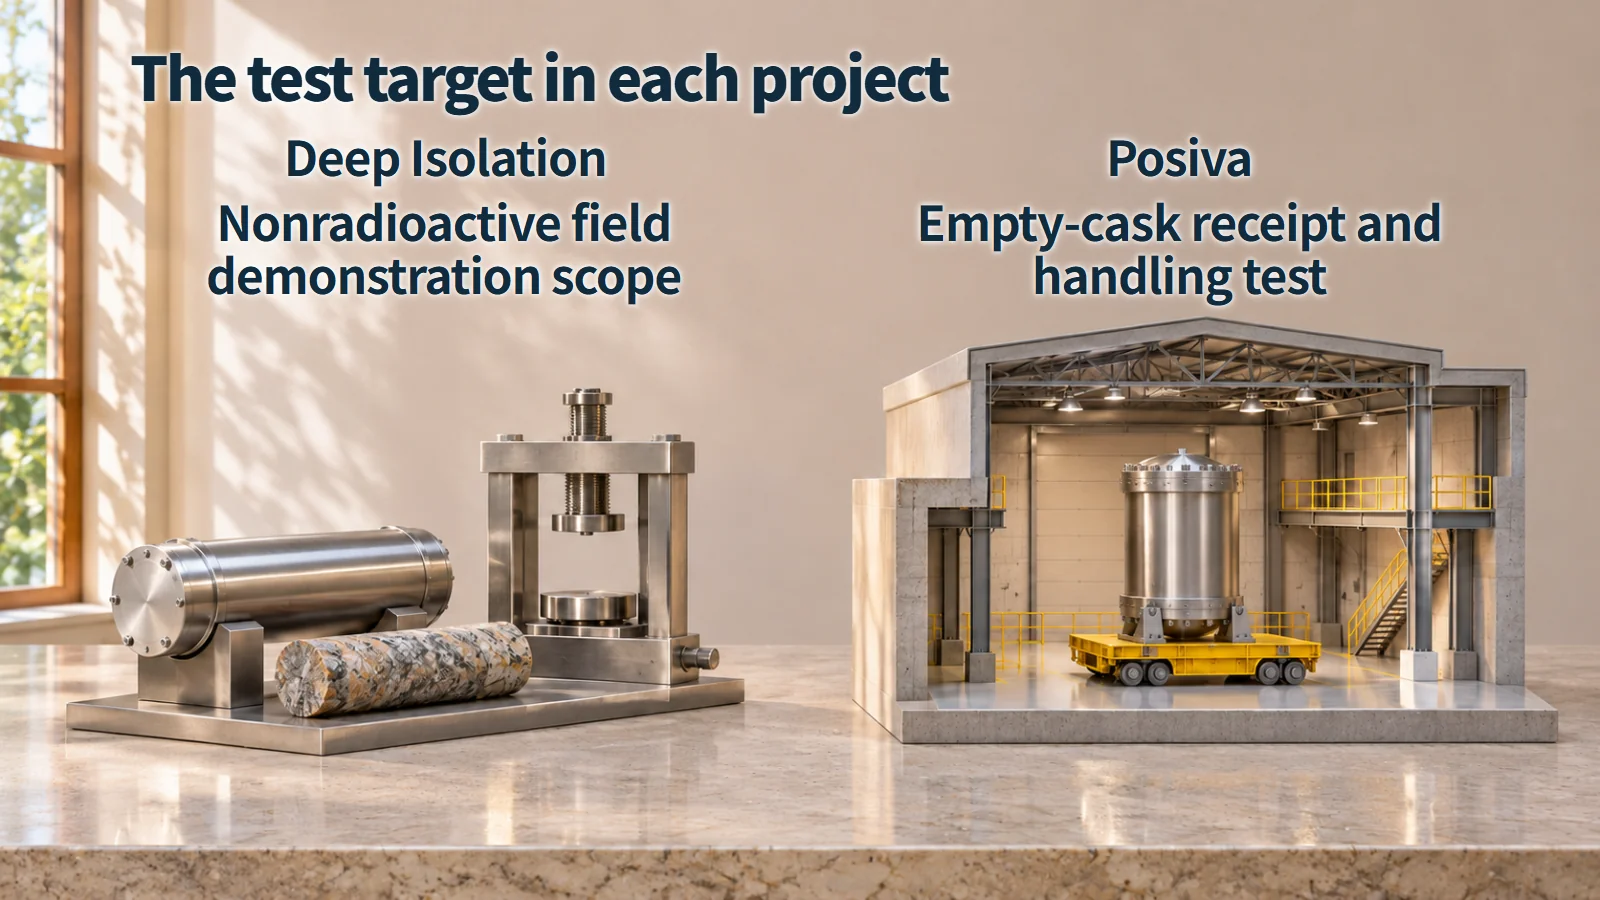 The test target in each project
Deep Isolation
Nonradioactive field
demonstration scope
Posiva
Empty-cask receipt and
handling test